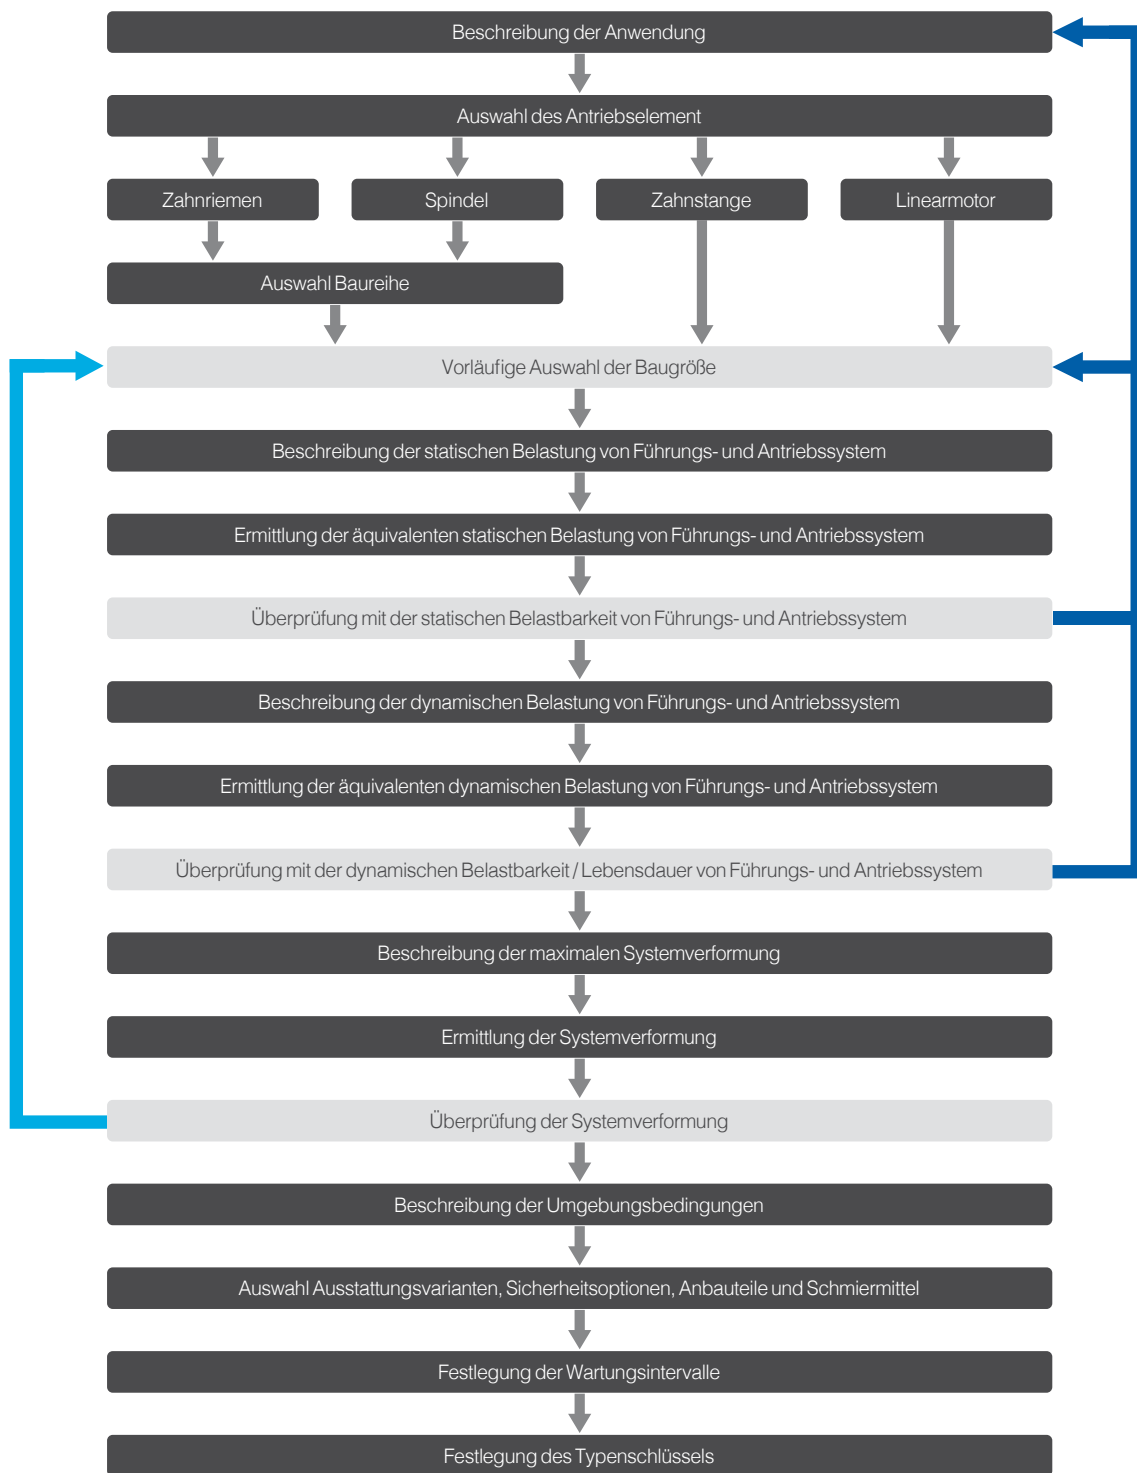 Beschreibung der Anwendung
Auswahl des Antriebselement
Zahnriemen
Spindel
Zahnstange
Linearmotor
Auswahl Baureihe
Vorläufige Auswahl der Baugröße
Beschreibung der statischen Belastung von Führungs- und Antriebssystem
Ermittlung der äquivalenten statischen Belastung von Führungs- und Antriebssystem
Überprüfung mit der statischen Belastbarkeit von Führungs- und Antriebssystem
Beschreibung der dynamischen Belastung von Führungs- und Antriebssystem
Ermittlung der äquivalenten dynamischen Belastung von Führungs- und Antriebssystem
Überprüfung mit der dynamischen Belastbarkeit / Lebensdauer von Führungs- und Antriebssystem
Beschreibung der maximalen Systemverformung
Ermittlung der Systemverformung
Überprüfung der Systemverformung
Beschreibung der Umgebungsbedingungen
Auswahl Ausstattungsvarianten, Sicherheitsoptionen, Anbauteile und Schmiermittel
Festlegung der Wartungsintervalle
Festlegung des Typenschlüssels